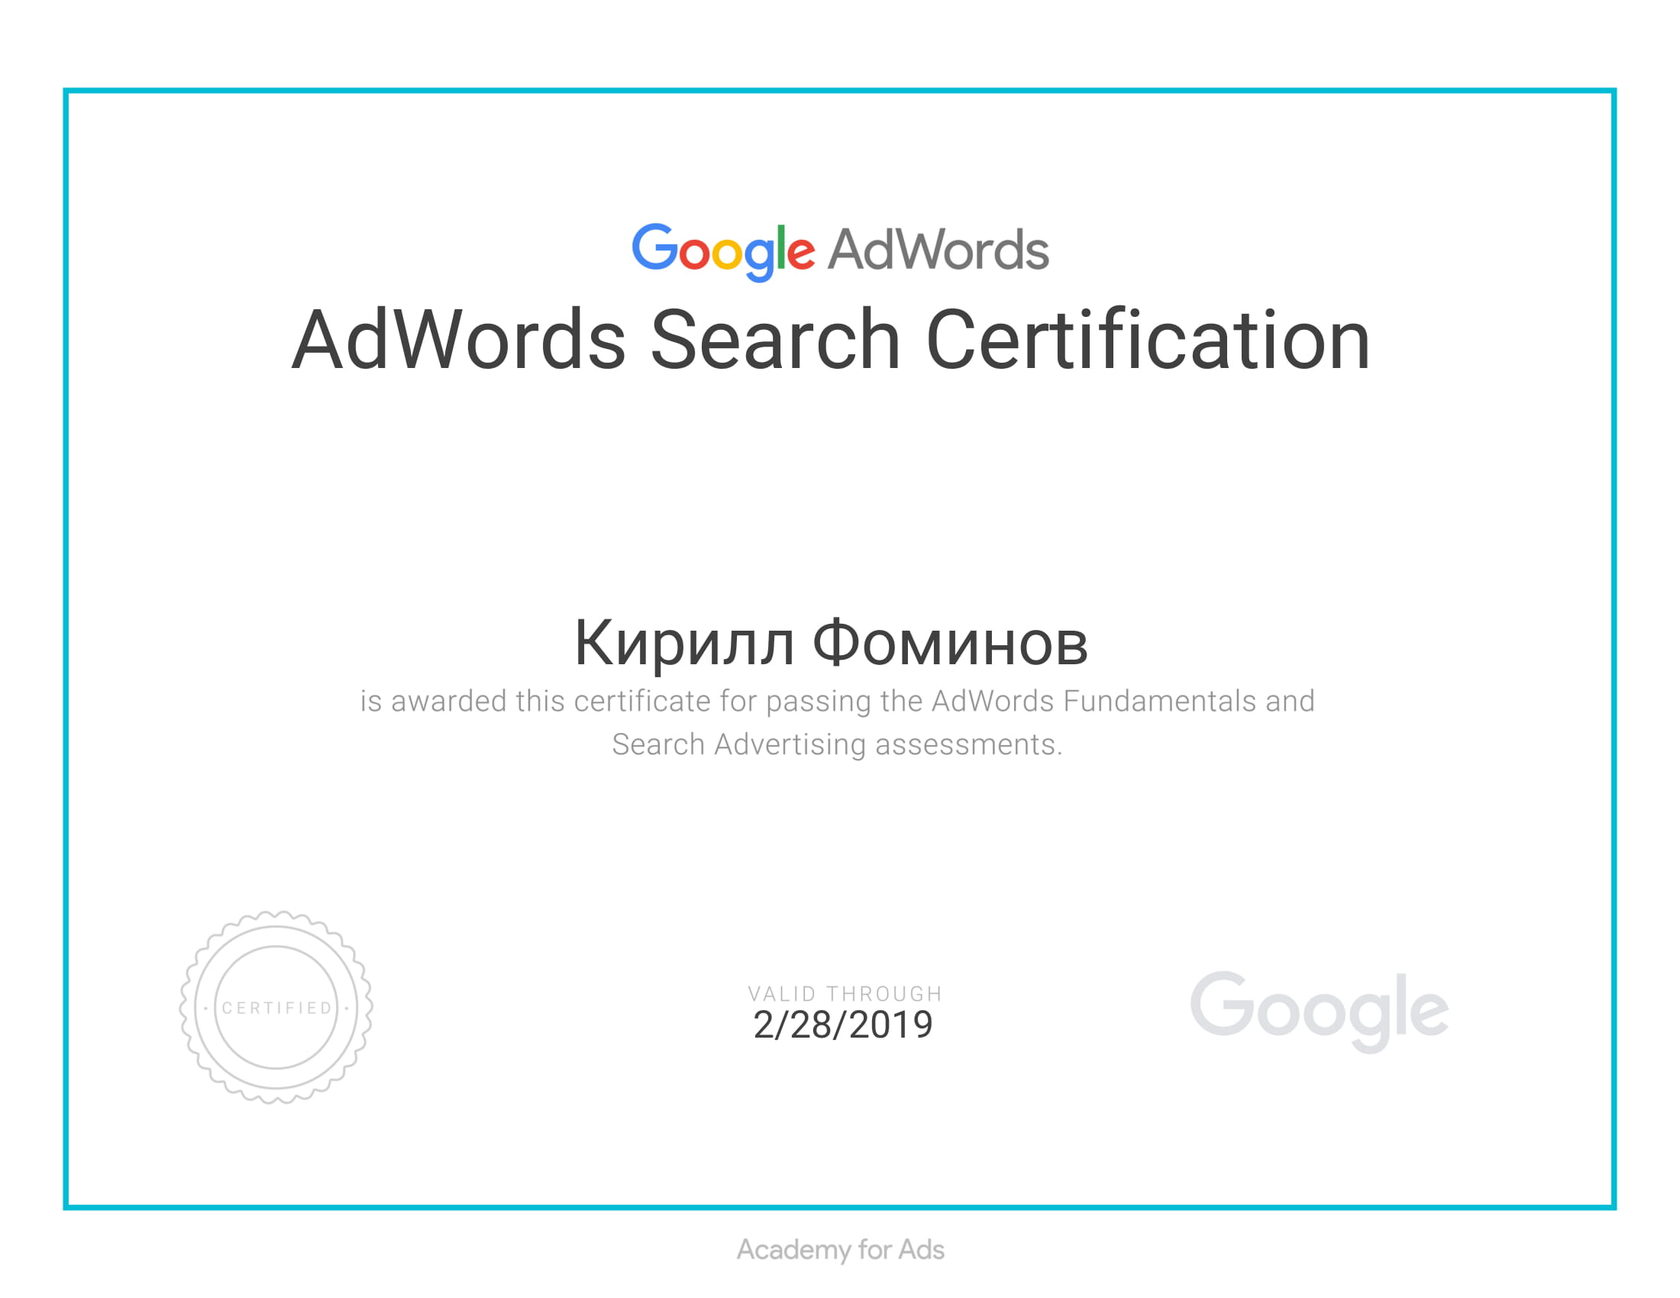 Google AdWords
AdWords Search Certification
Кирилл Фоминов
is awarded this certificate for passing the AdWords Fundamentals and
Search Advertising assessments.
· CERTIFIED ·
VALID THROUGH
2/28/2019
Google
Academy for Ads